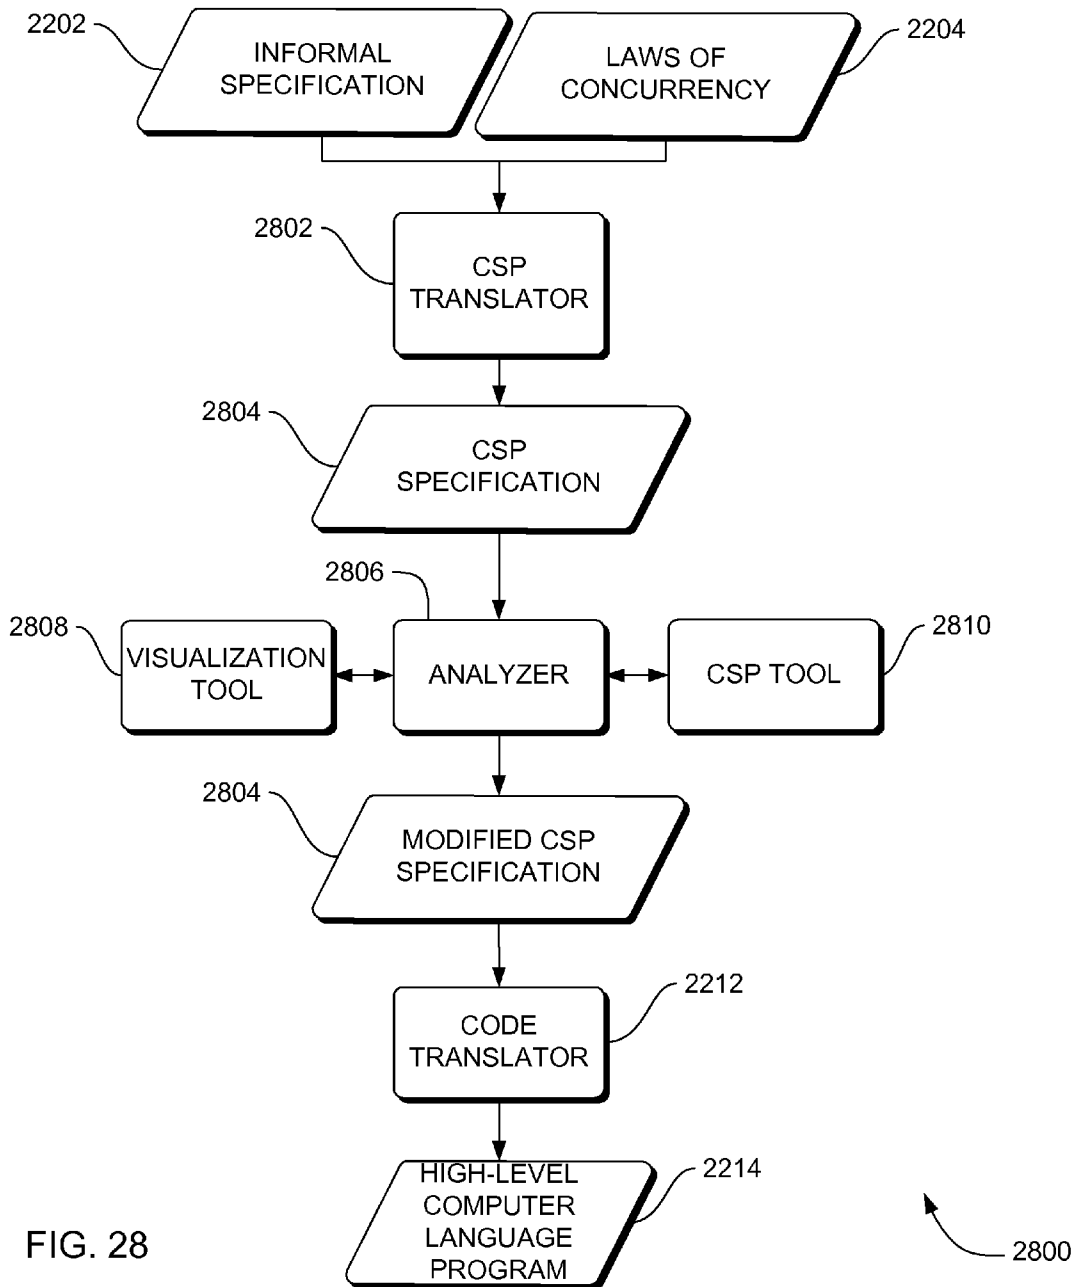 2202
INFORMAL
SPECIFICATION
LAWS OF
CONCURRENCY
2204
2802
CSP
TRANSLATOR
2804
CSP
SPECIFICATION
2806
2808
VISUALIZATION
TOOL
ANALYZER
CSP TOOL
2810
2804
MODIFIED CSP
SPECIFICATION
2212
CODE
TRANSLATOR
HIGH-LEVEL
COMPUTER
LANGUAGE
PROGRAM
2214
FIG. 28
2800